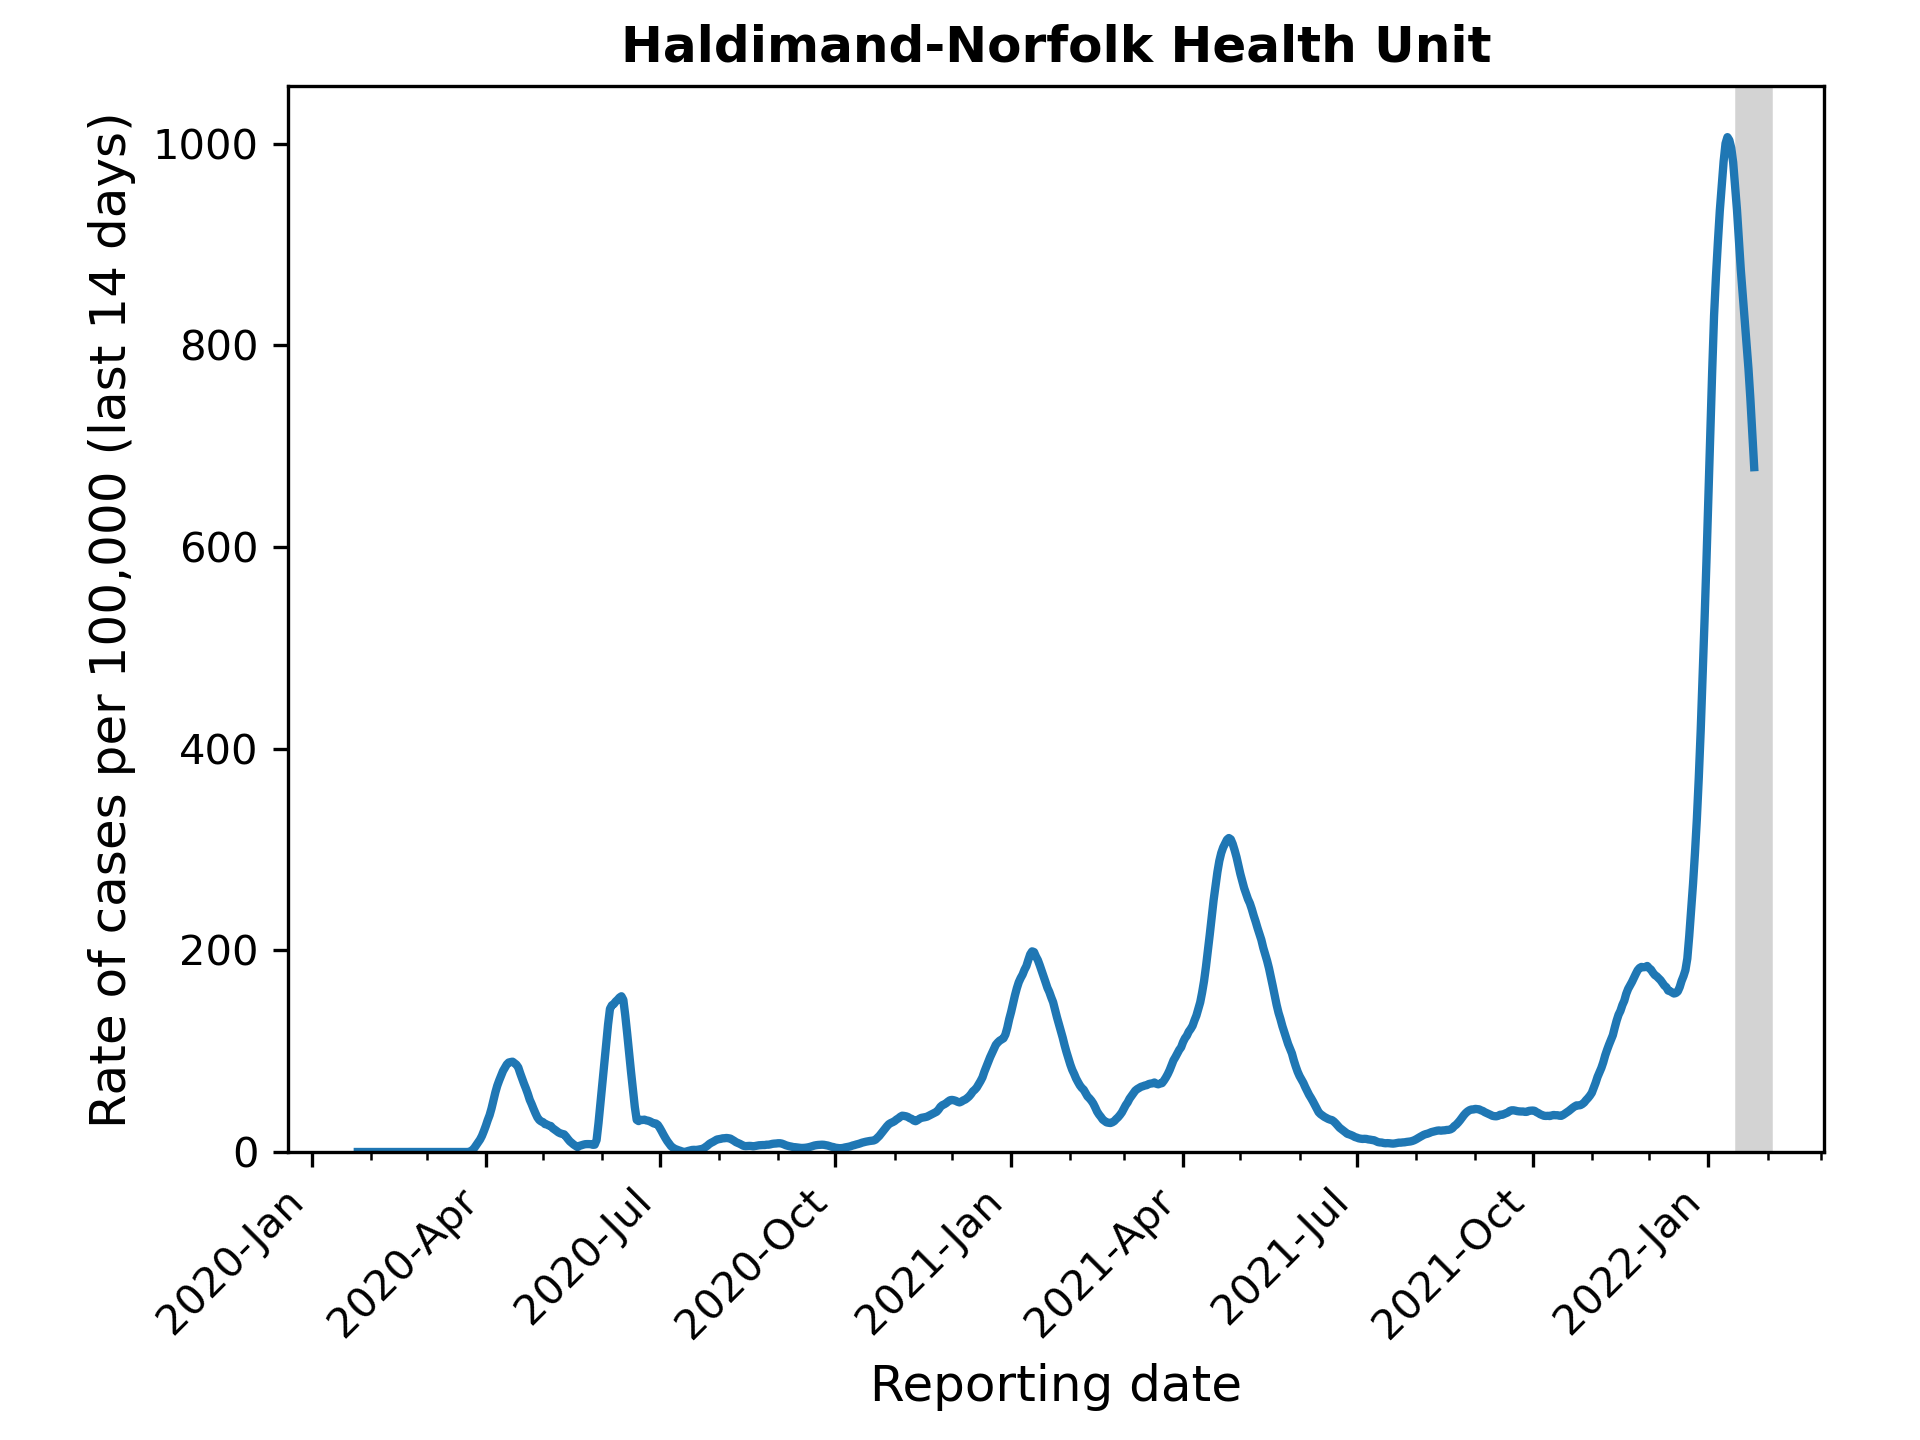 Haldimand-Norfolk Health Unit
Rate of cases per 100,000 (last 14 days)
1000
800
600
400
200
0
2020-Jan
2020-Apr
2020-Jul
2020-Oct
2021-Jan
2021-Apr
2021-Jul
2021-Oct
2022-Jan
Reporting date